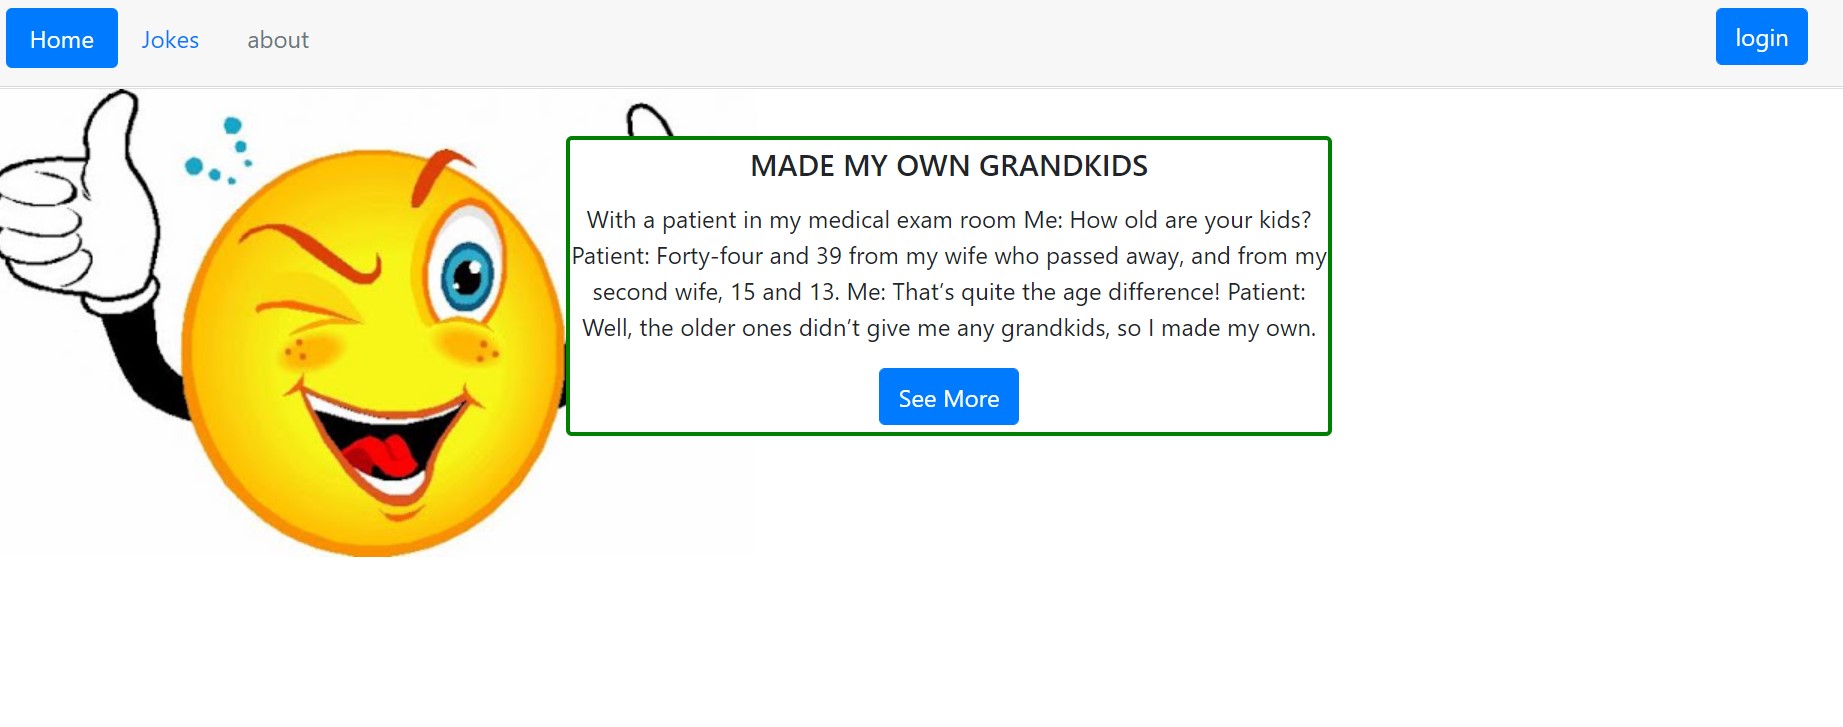 Home Jokes about login
MADE MY OWN GRANDKIDS
With a patient in my medical exam room Me: How old are your kids?
Patient: Forty-four and 39 from my wife who passed away, and from my
second wife, 15 and 13. Me: That’s quite the age difference! Patient:
Well, the older ones didn’t give me any grandkids, so I made my own.
See More